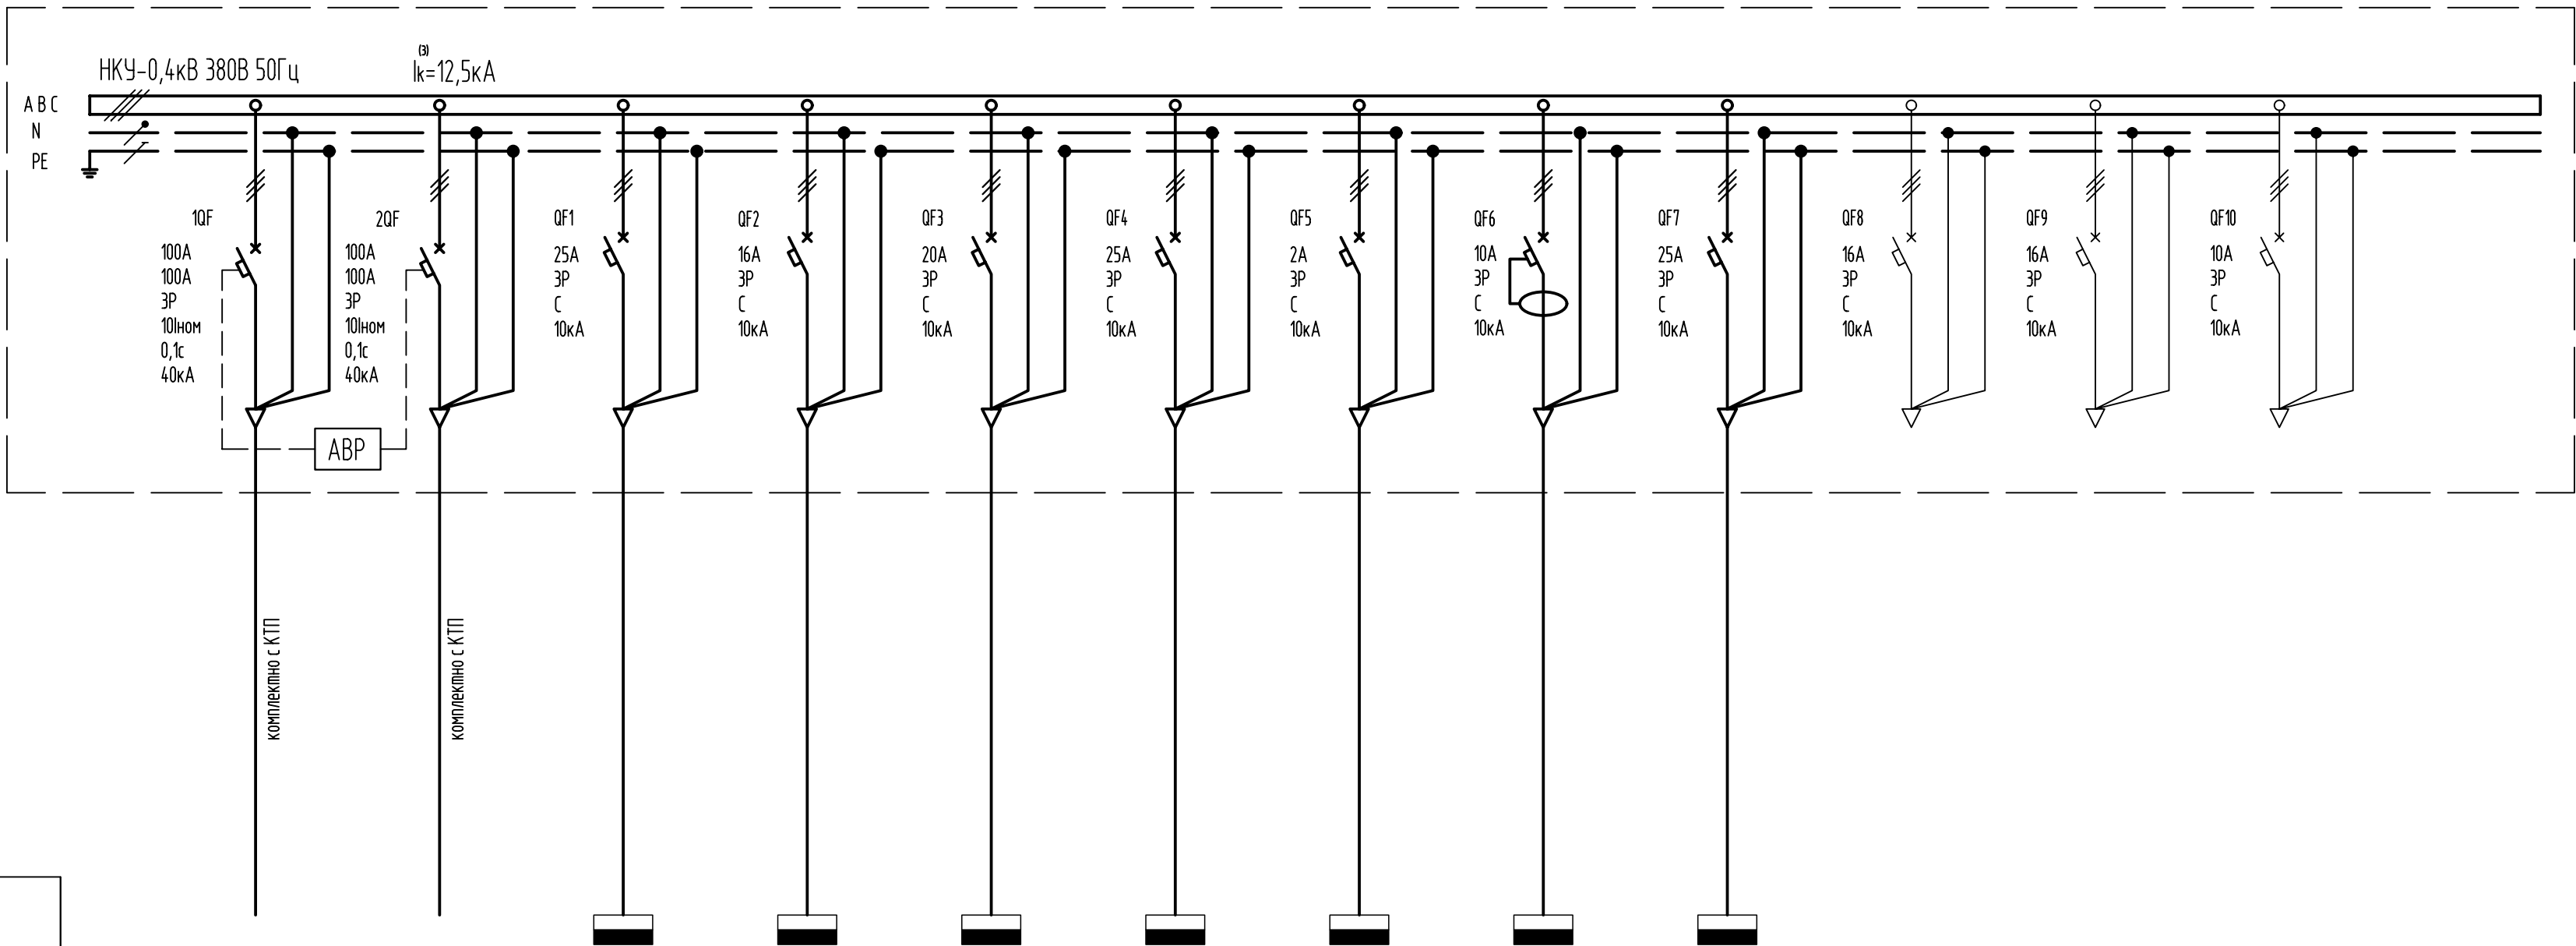 НКУ-0,4кВ 380В 50Гц
(3)
Iк=12,5кА
А В С
N
PE
1QF
100А
100А
3Р
10Iном
0,1с
40кА
2QF
100А
100А
3Р
10Iном
0,1с
40кА
QF1
25А
3Р
С
10кА
QF2
16А
3Р
С
10кА
QF3
20А
3Р
С
10кА
QF4
25А
3Р
С
10кА
QF5
2А
3Р
С
10кА
QF6
10А
3Р
С
10кА
QF7
25А
3Р
С
10кА
QF8
16А
3Р
С
10кА
QF9
16А
3Р
С
10кА
QF10
10А
3Р
С
10кА
АВР
комплектно с КТП
комплектно с КТП